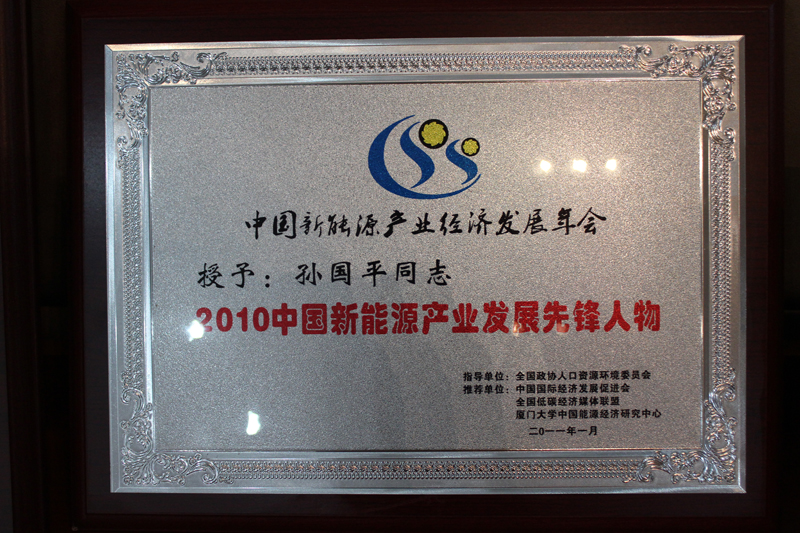 中国新能源产业经济发展年会
授予：孙国平同志
2010中国新能源产业发展先锋人物
指导单位：全国政协人口资源环境委员会
推荐单位：中国国际经济发展促进会
全国低碳经济媒体联盟
厦门大学中国能源经济研究中心
二0一一年一月